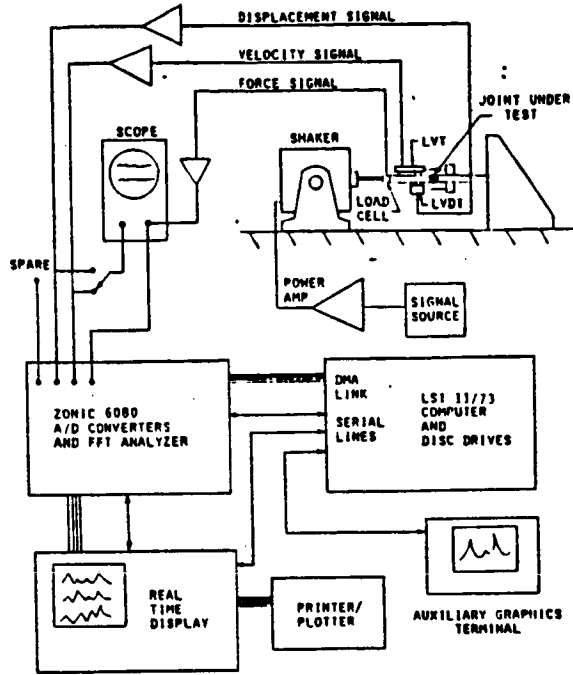 DISPLACEMENT SIGNAL
VELOCITY SIGNAL
FORCE SIGNAL
JOINT UNDER
TEST
SCOPE
SHAKER
LVT
LOAD
CELL
LVDT
SPARE
POWER
AMP
SIGNAL
SOURCE
ZONIC 6080
A/D CONVERTERS
AND FFT ANALYZER
DMA
LINK
SERIAL
LINES
LSI 11/73
COMPUTER
AND
DISC DRIVES
REAL
TIME
DISPLAY
PRINTER/
PLOTTER
AUXILIARY GRAPHICS
TERMINAL